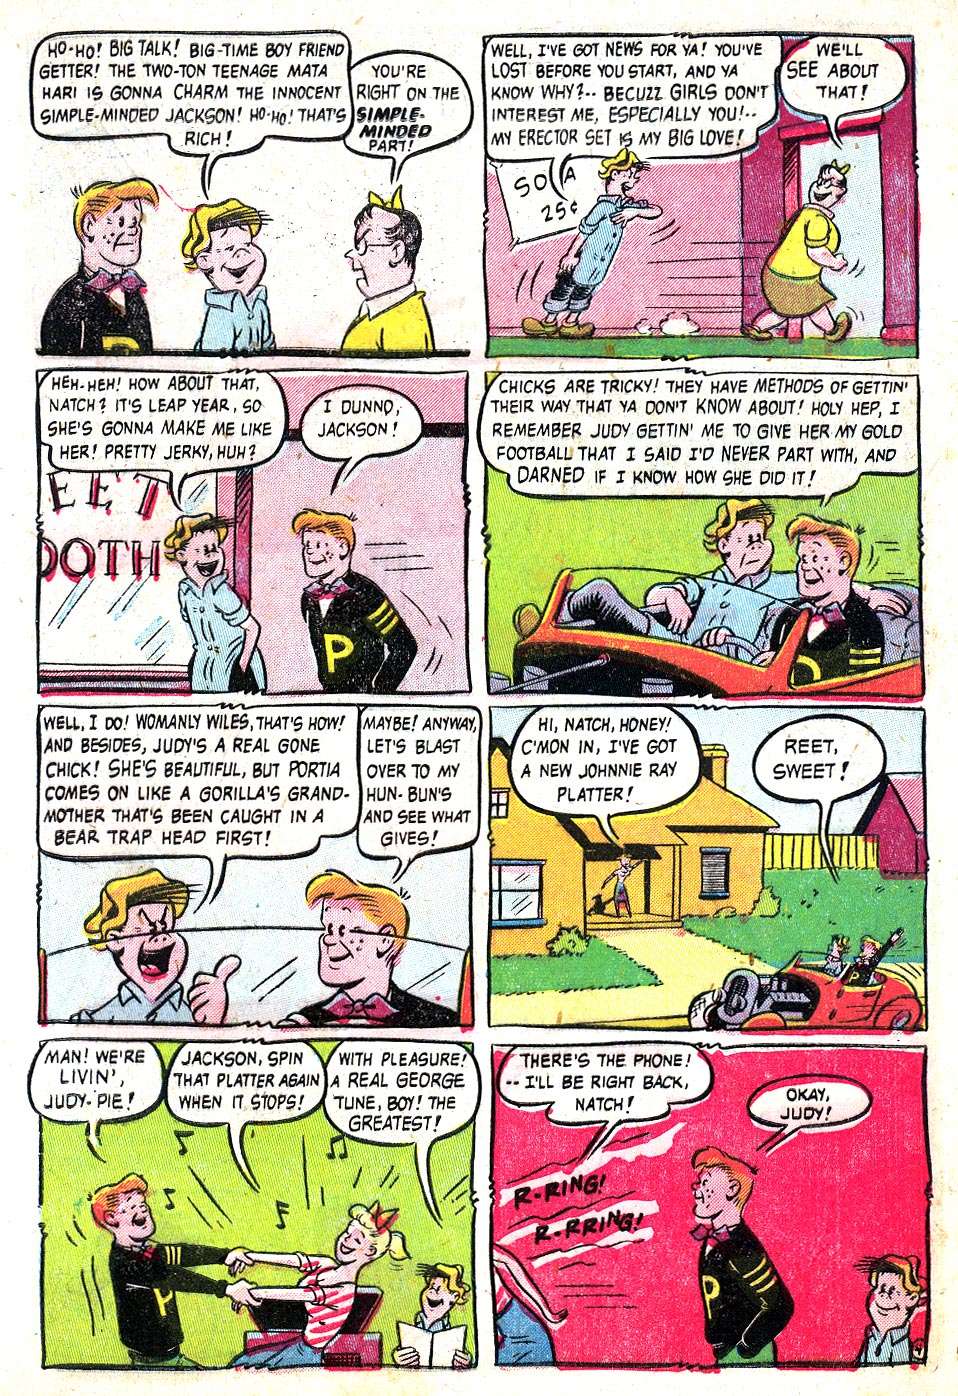 HO-HO! BIG TALK! BIG-TIME BOY FRIEND
GETTER! THE TWO-TON TEENAGE MATA
HARI IS GONNA CHARM THE INNOCENT
SIMPLE-MINDED JACKSON! HO-HO! THAT'S
RICH!
YOU'RE
RIGHT ON THE
SIMPLE-
MINDED
PART!
P
WELL, I'VE GOT NEWS FOR YA! YOU'VE
LOST BEFORE YOU START, AND YA
KNOW WHY?-- BECUZZ GIRLS DON'T
INTEREST ME, ESPECIALLY YOU!--
MY ERECTOR SET IS MY BIG LOVE!
WE'LL
SEE ABOUT
THAT!
SO A
25¢
HEH-HEH! HOW ABOUT THAT,
NATCH? IT'S LEAP YEAR, SO
SHE'S GONNA MAKE ME LIKE
HER! PRETTY JERKY, HUH?
I DUNNO,
JACKSON!
EET
OOTH
P
CHICKS ARE TRICKY! THEY HAVE METHODS OF GETTIN'
THEIR WAY THAT YA DON'T KNOW ABOUT! HOLY HEP, I
REMEMBER JUDY GETTIN' ME TO GIVE HER MY GOLD
FOOTBALL THAT I SAID I'D NEVER PART WITH, AND
DARNED IF I KNOW HOW SHE DID IT!
WELL, I DO! WOMANLY WILES, THAT'S HOW!
AND BESIDES, JUDY'S A REAL GONE
CHICK! SHE'S BEAUTIFUL, BUT PORTIA
COMES ON LIKE A GORILLA'S GRAND-
MOTHER THAT'S BEEN CAUGHT IN A
BEAR TRAP HEAD FIRST!
MAYBE! ANYWAY,
LET'S BLAST
OVER TO MY
HUN-BUN'S
AND SEE WHAT
GIVES!
HI, NATCH, HONEY!
C'MON IN, I'VE GOT
A NEW JOHNNIE RAY
PLATTER!
REET,
SWEET!
P
MAN! WE'RE
LIVIN',
JUDY-PIE!
JACKSON, SPIN
THAT PLATTER AGAIN
WHEN IT STOPS!
WITH PLEASURE!
A REAL GEORGE
TUNE, BOY! THE
GREATEST!
P
THERE'S THE PHONE!
-- I'LL BE RIGHT BACK,
NATCH!
OKAY,
JUDY!
R-RING!
R-RRING!
P
4